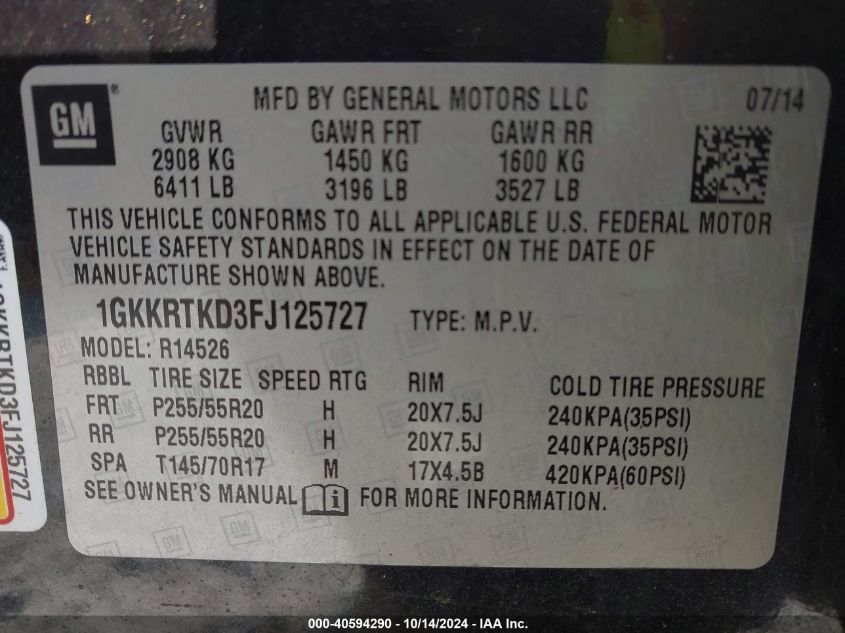 GM
MFD BY GENERAL MOTORS LLC 07/14
GVWR GAWR FRT GAWR RR
2908 KG 1450 KG 1600 KG
6411 LB 3196 LB 3527 LB
THIS VEHICLE CONFORMS TO ALL APPLICABLE U.S. FEDERAL MOTOR
VEHICLE SAFETY STANDARDS IN EFFECT ON THE DATE OF
MANUFACTURE SHOWN ABOVE.
1GKKRTKD3FJ125727 TYPE: M.P.V.
MODEL: R14526
RBBL TIRE SIZE SPEED RTG RIM COLD TIRE PRESSURE
FRT P255/55R20 H 20X7.5J 240KPA(35PSI)
RR P255/55R20 H 20X7.5J 240KPA(35PSI)
SPA T145/70R17 M 17X4.5B 420KPA(60PSI)
SEE OWNER'S MANUAL i FOR MORE INFORMATION.
1GKKRTKD3FJ125727
000-40594290 - 10/14/2024 - IAA Inc.